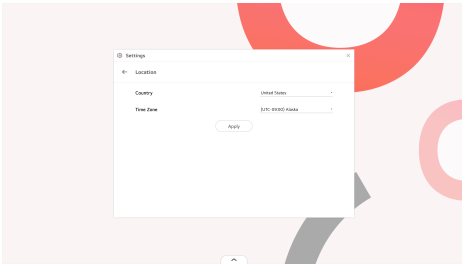 Settings
Location
Country United States
Time Zone (UTC-09:00) Alaska
Apply